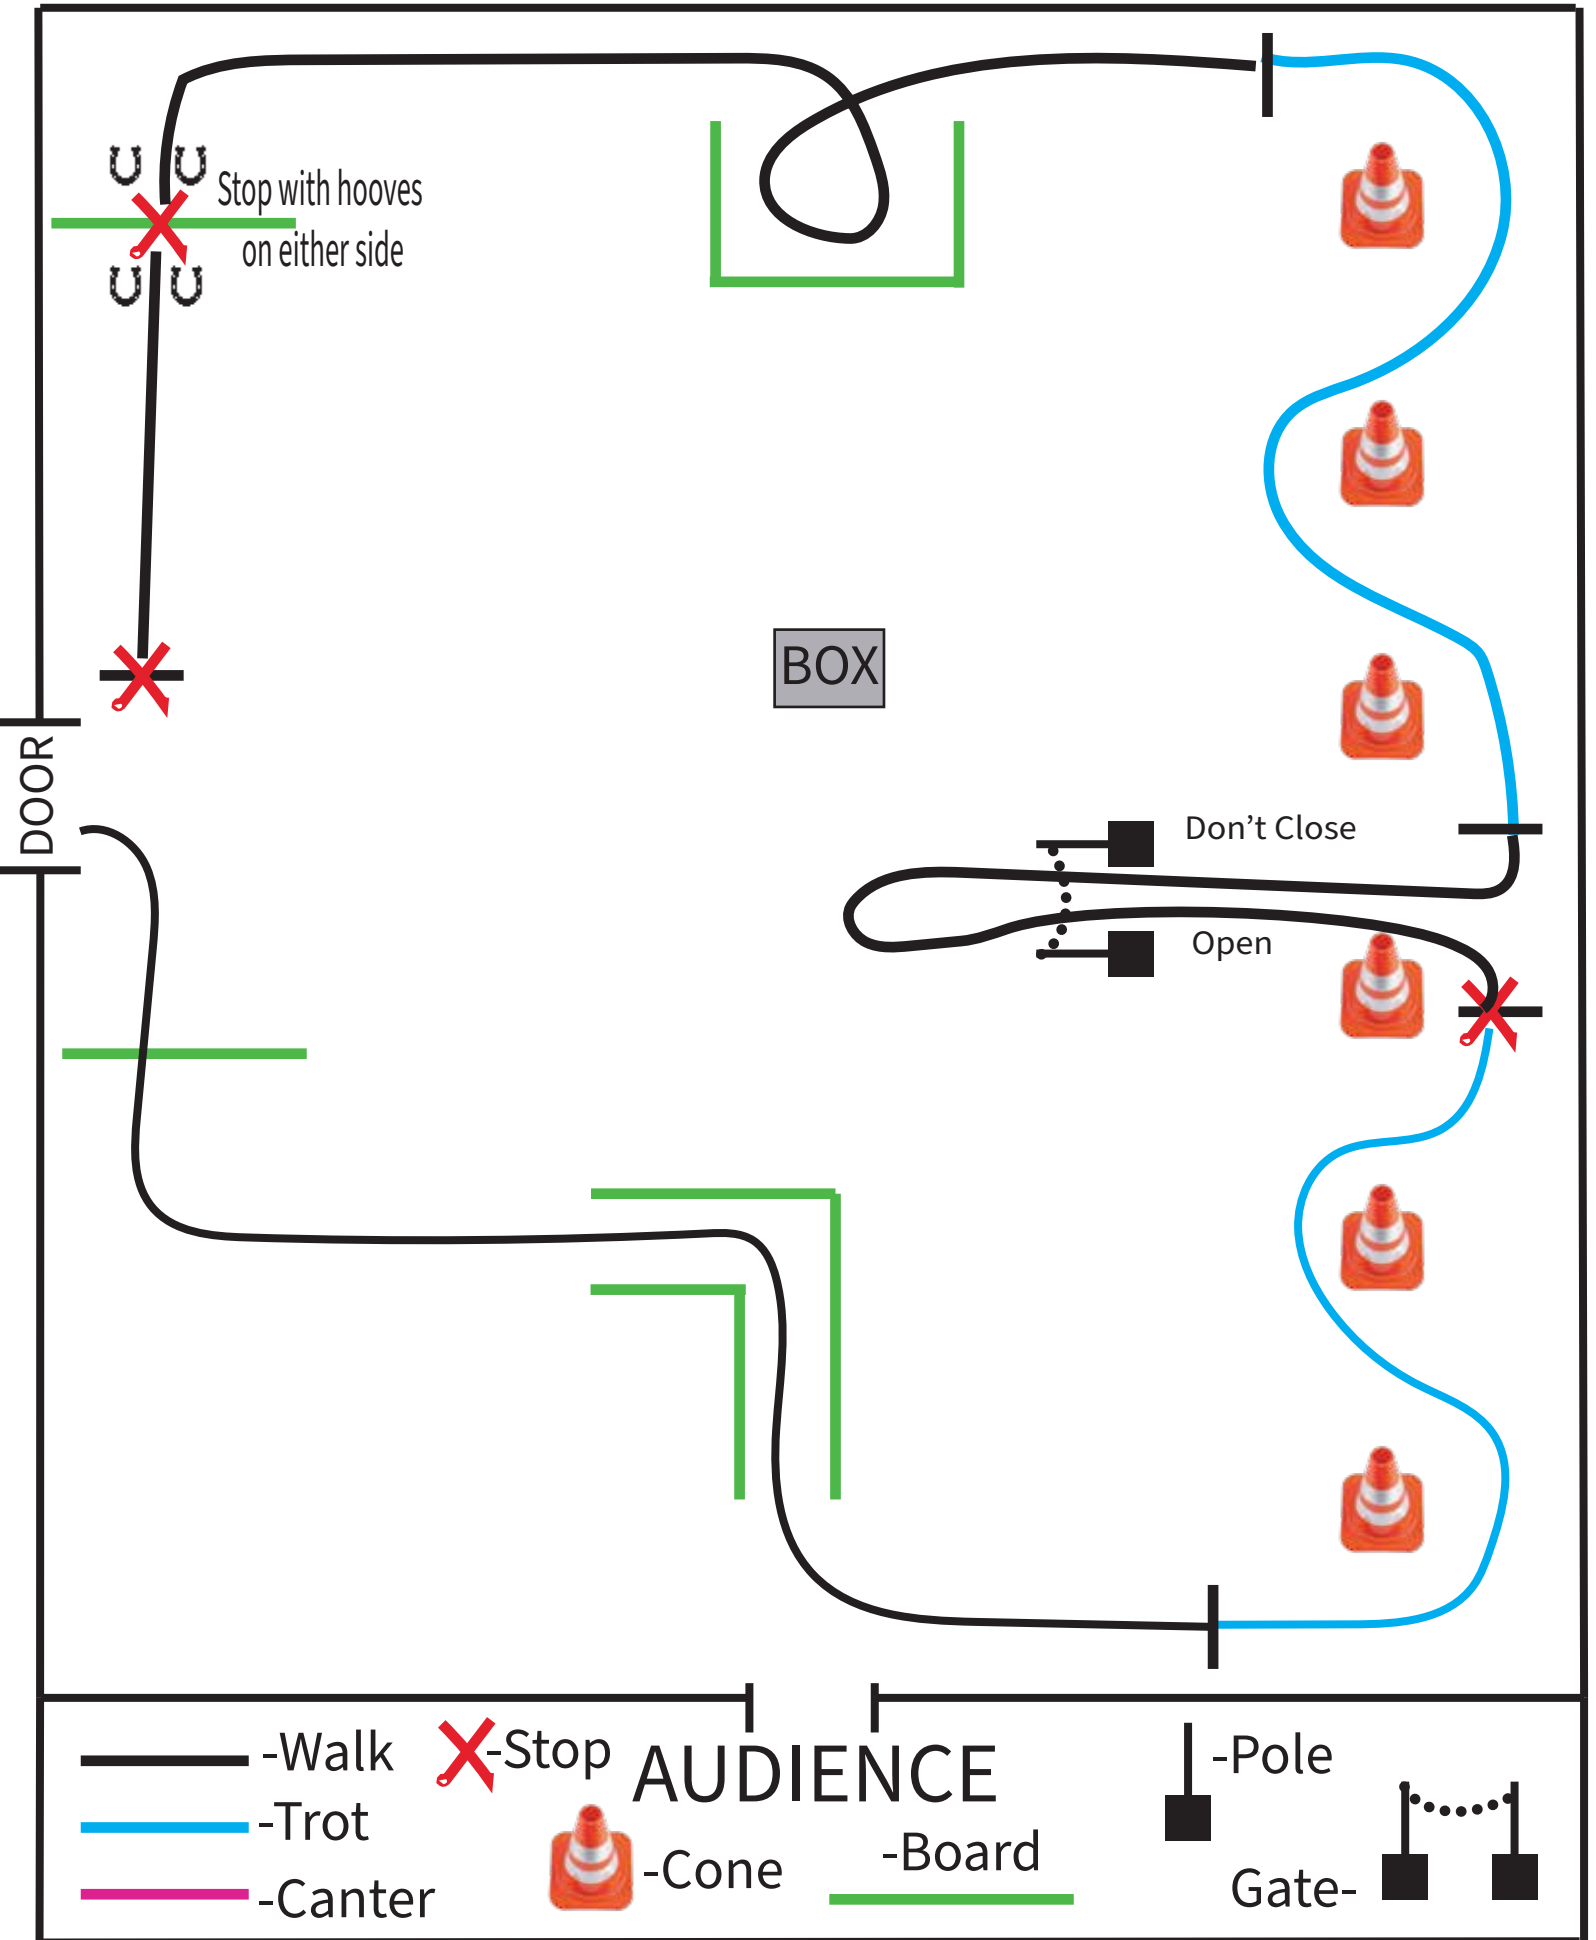 Stop with hooves
on either side
BOX
DOOR
Don’t Close
Open
-Walk
-Stop
AUDIENCE
-Pole
-Trot
-Cone
-Board
-Canter
Gate-